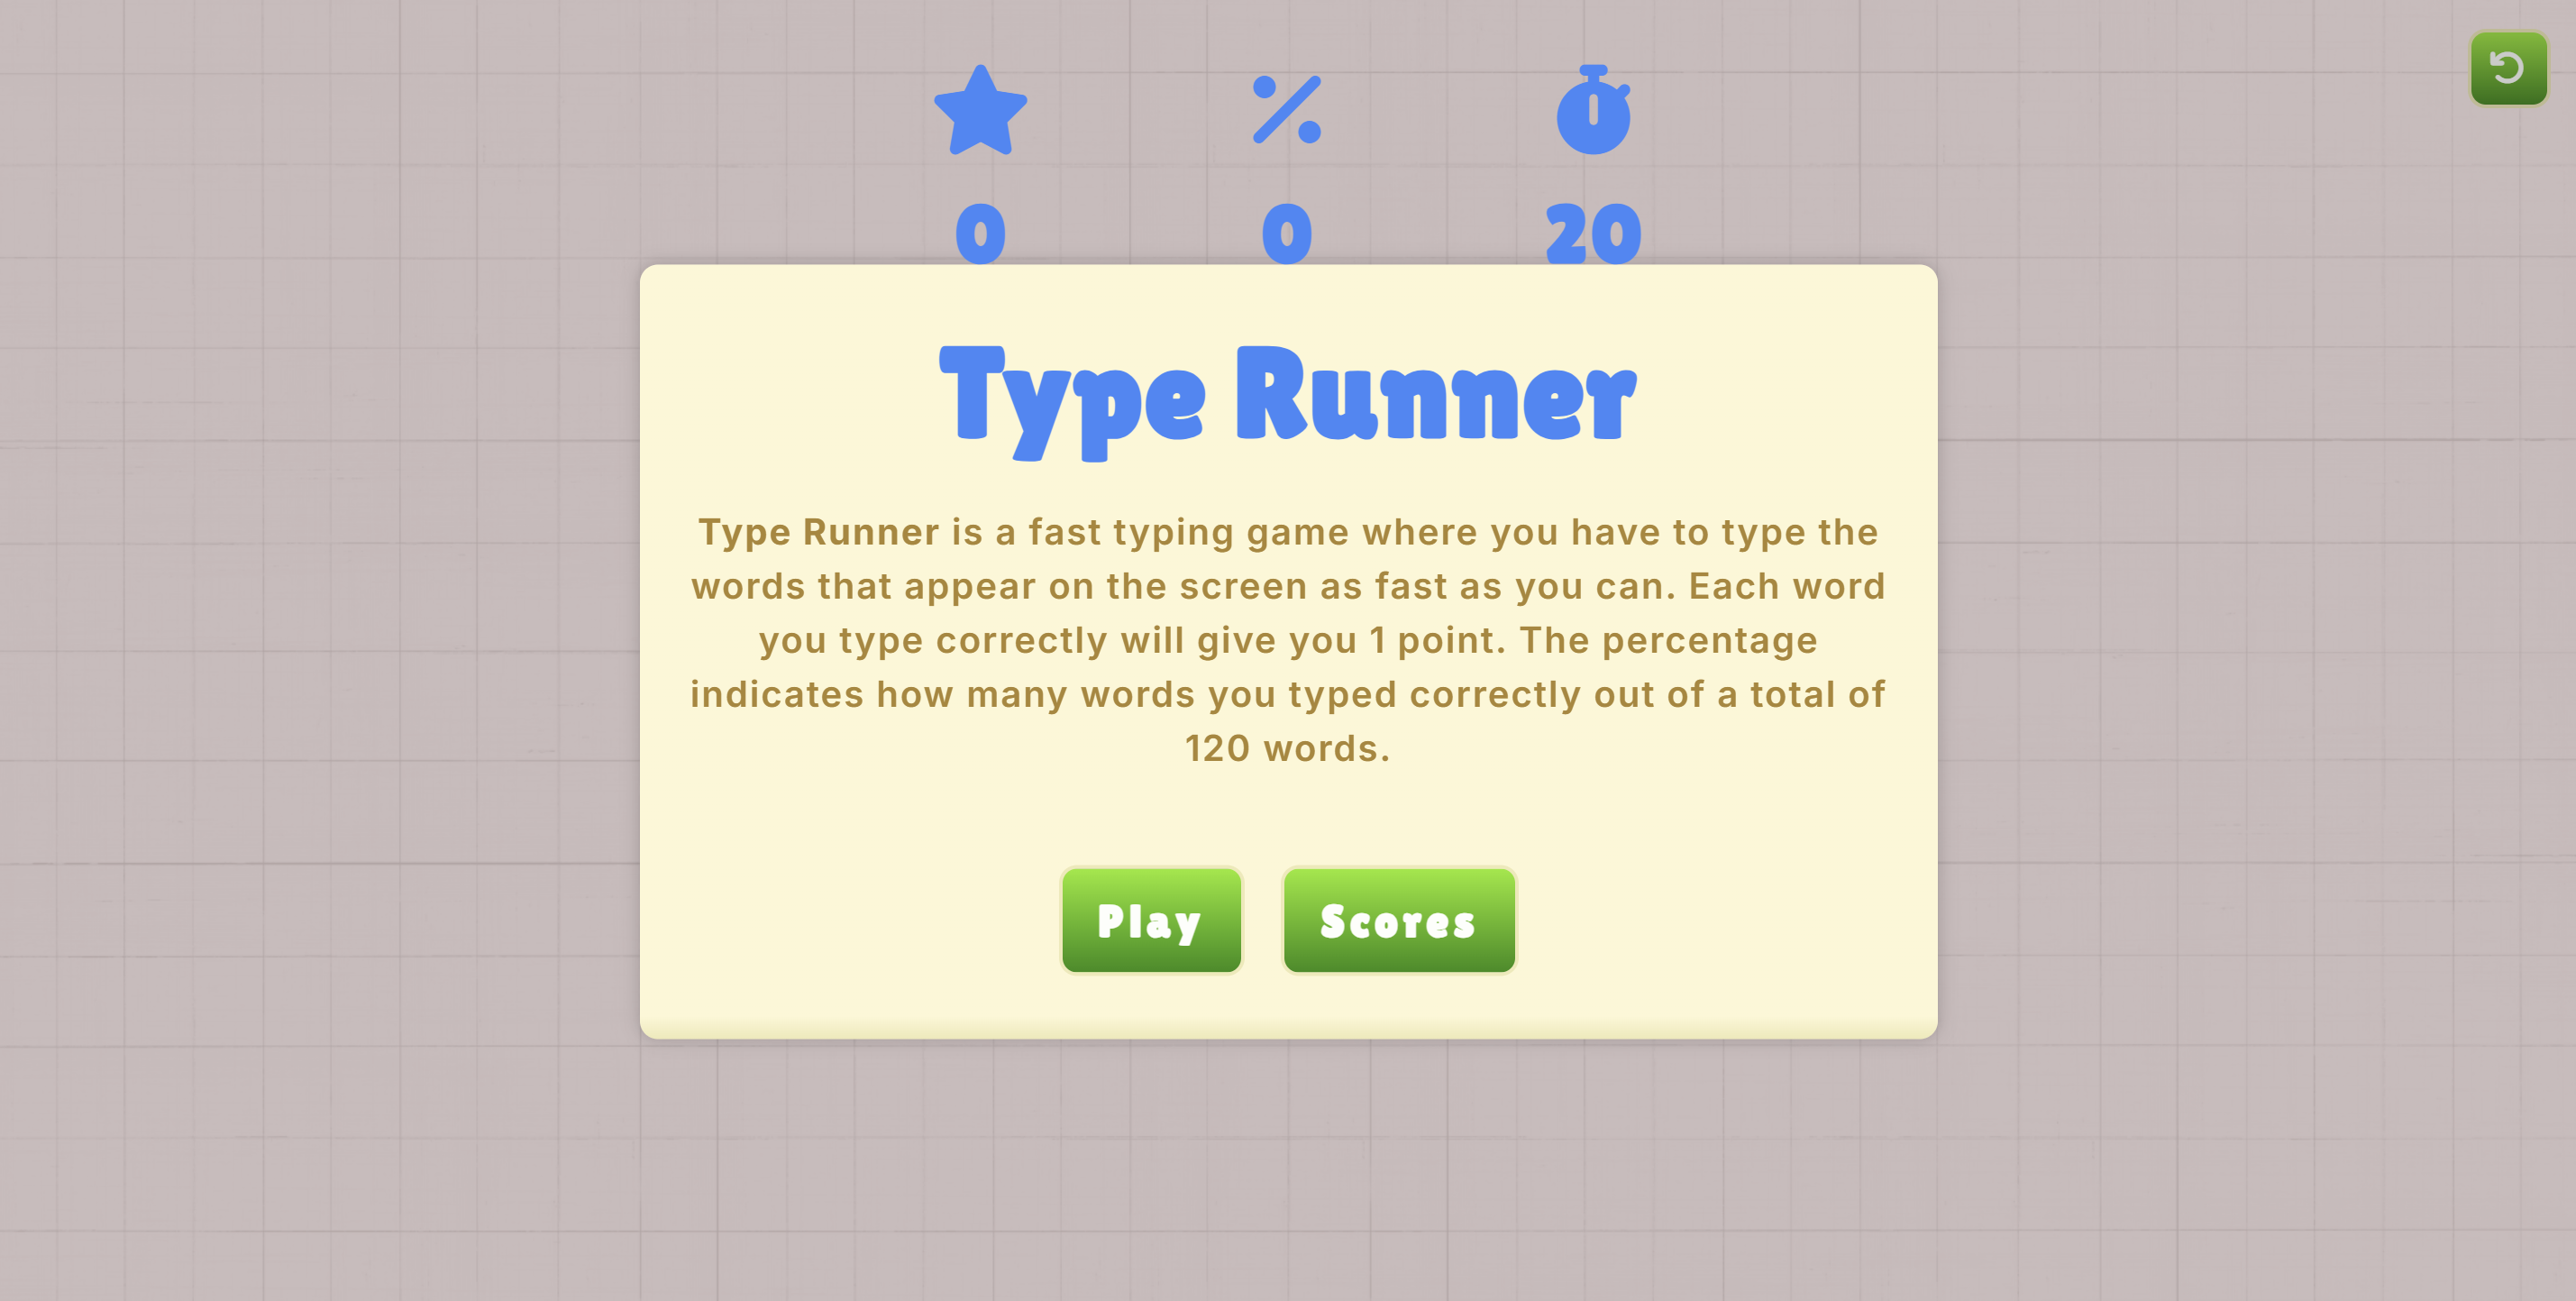 0 0 20
Type Runner
Type Runner is a fast typing game where you have to type the
words that appear on the screen as fast as you can. Each word
you type correctly will give you 1 point. The percentage
indicates how many words you typed correctly out of a total of
120 words.
Play Scores